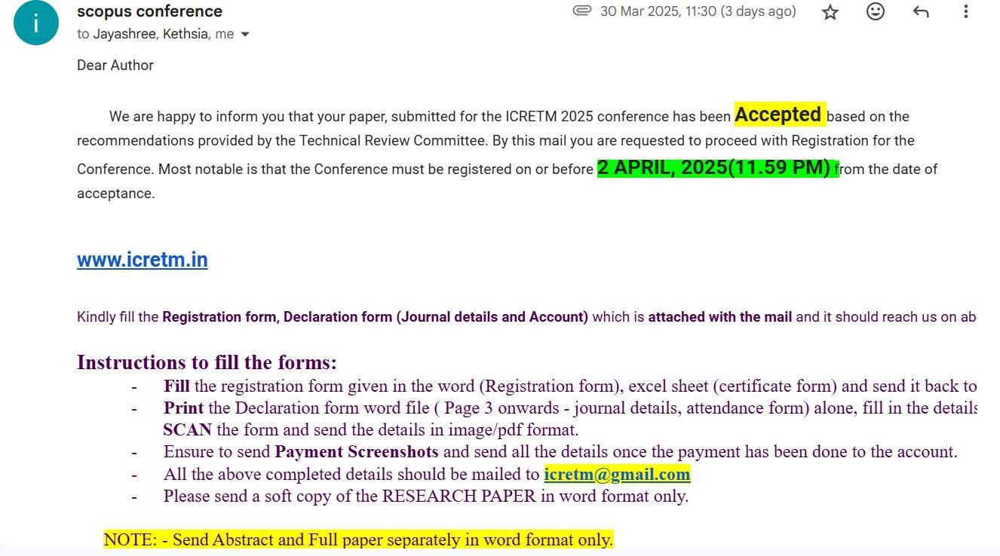 i
scopus conference
30 Mar 2025, 11:30 (3 days ago)
to Jayashree, Kethsia, me
Dear Author
We are happy to inform you that your paper, submitted for the ICRETM 2025 conference has been Accepted based on the
recommendations provided by the Technical Review Committee. By this mail you are requested to proceed with Registration for the
Conference. Most notable is that the Conference must be registered on or before 2 APRIL, 2025(11.59 PM) from the date of
acceptance.
www.icretm.in
Kindly fill the Registration form, Declaration form (Journal details and Account) which is attached with the mail and it should reach us on ab
Instructions to fill the forms:
- Fill the registration form given in the word (Registration form), excel sheet (certificate form) and send it back to
- Print the Declaration form word file ( Page 3 onwards - journal details, attendance form) alone, fill in the details
SCAN the form and send the details in image/pdf format.
- Ensure to send Payment Screenshots and send all the details once the payment has been done to the account.
- All the above completed details should be mailed to icretm@gmail.com
- Please send a soft copy of the RESEARCH PAPER in word format only.
NOTE: - Send Abstract and Full paper separately in word format only.